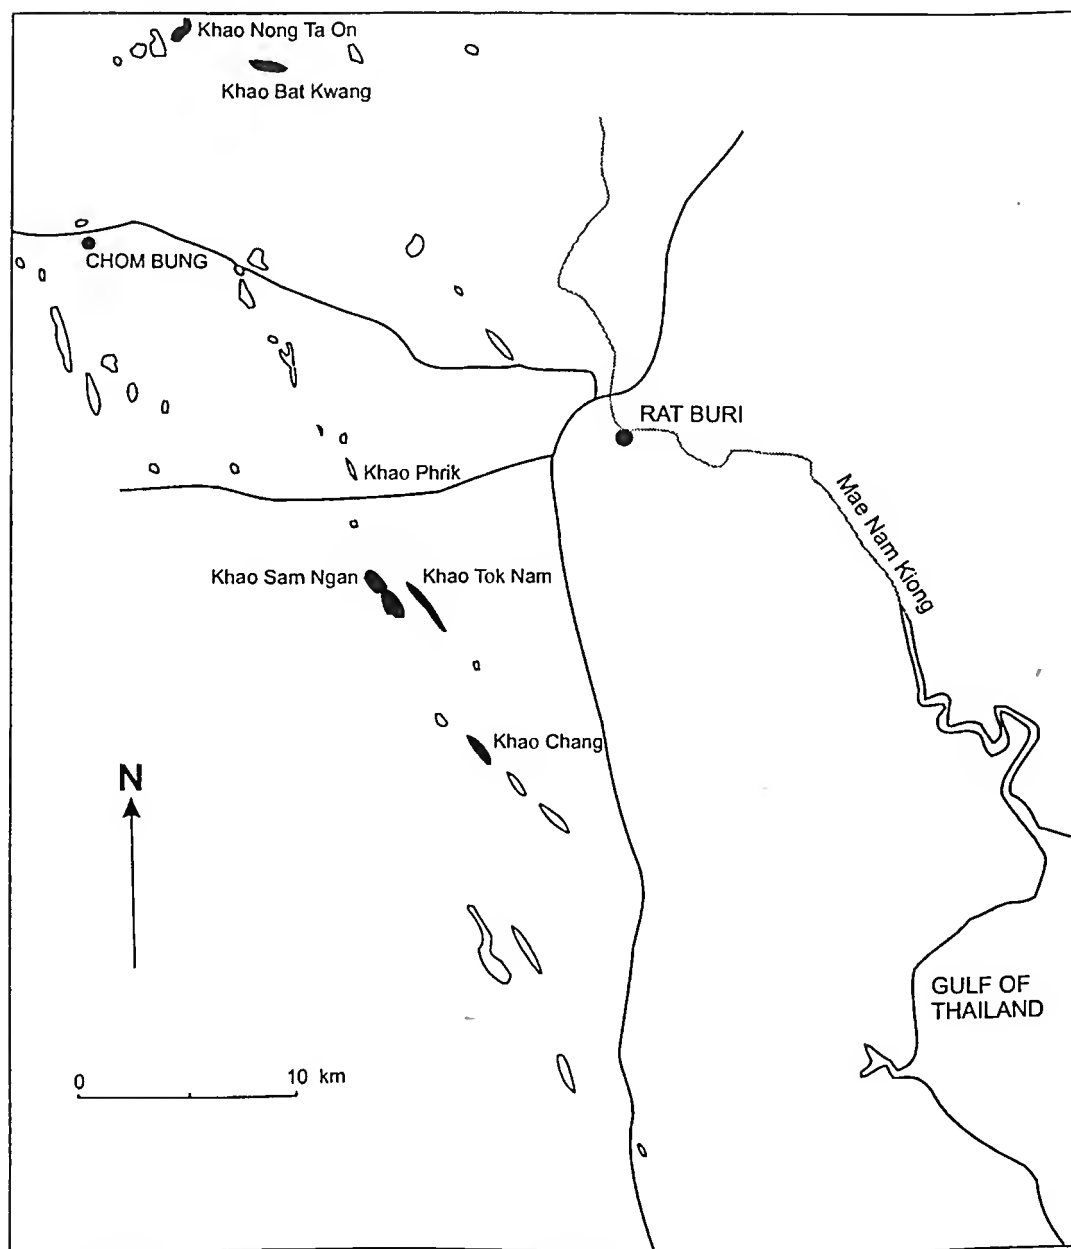 Khao Nong Ta On
Khao Bat Kwang
CHOM BUNG
RAT BURI
Khao Phrik
Mae Nam Kiong
Khao Sam Ngan
Khao Tok Nam
Khao Chang
N
GULF OF
THAILAND
0
10 km